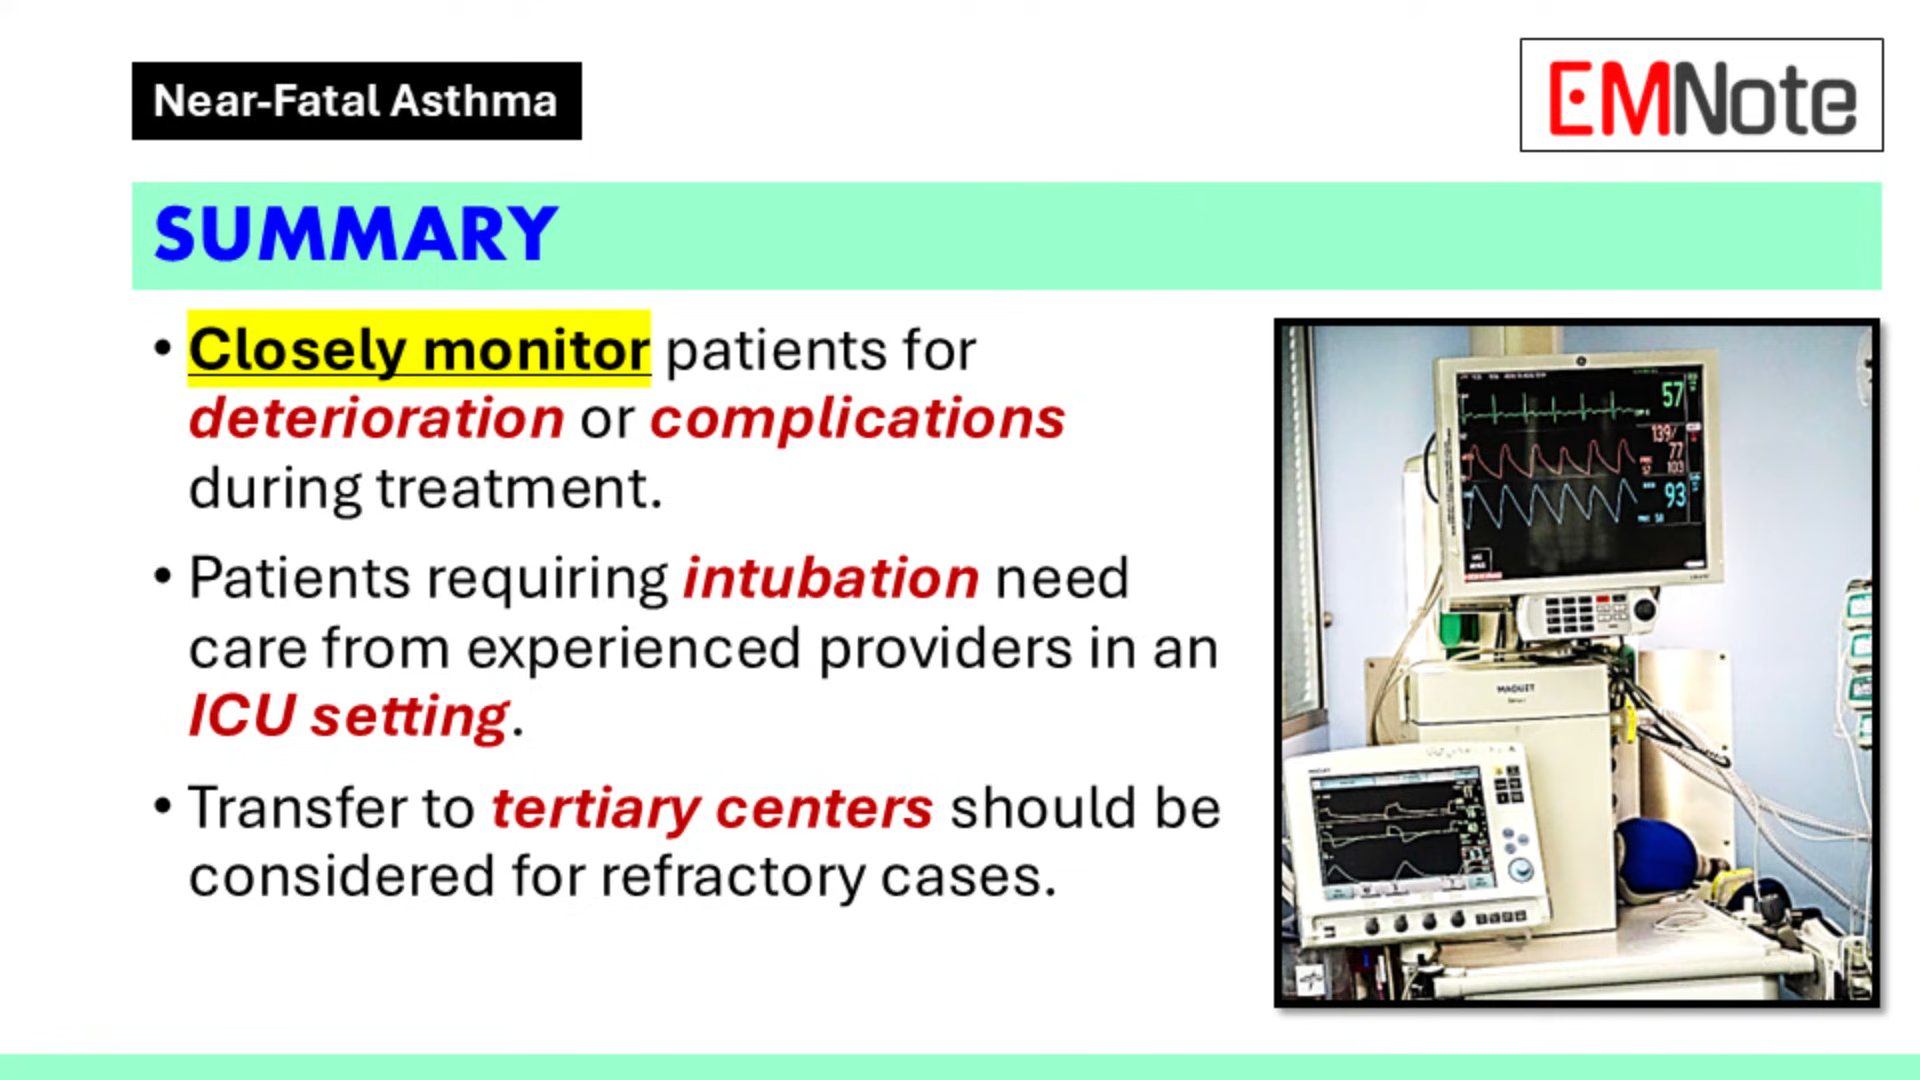 Near-Fatal Asthma
EMNote
SUMMARY
• Closely monitor patients for
deterioration or complications
during treatment.
• Patients requiring intubation need
care from experienced providers in an
ICU setting.
• Transfer to tertiary centers should be
considered for refractory cases.
57
139/
77
103
93
MAQUET